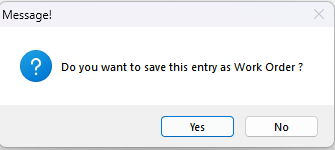 Message!
Do you want to save this entry as Work Order ?
Yes
No